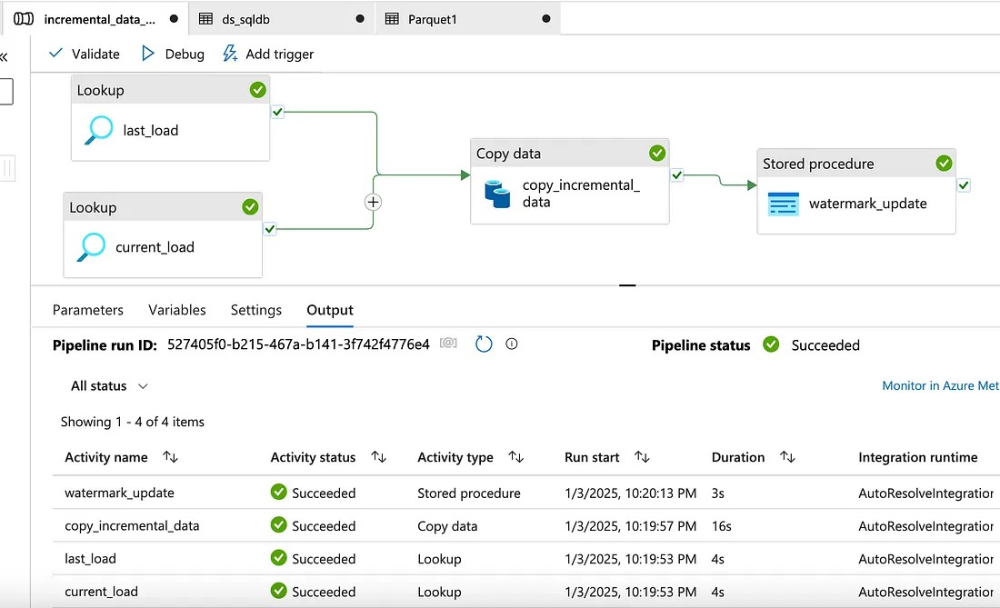 incremental_data_...
ds_sqldb
Parquet1
«
Validate
Debug
Add trigger
Lookup
last_load
Lookup
current_load
+
Copy data
copy_incremental_
data
Stored procedure
watermark_update
Parameters
Variables
Settings
Output
Pipeline run ID: 527405f0-b215-467a-b141-3f742f4776e4 [@]
Pipeline status Succeeded
All status
Monitor in Azure Met
Showing 1 - 4 of 4 items
Activity name Activity status Activity type Run start Duration Integration runtime
watermark_update Succeeded Stored procedure 1/3/2025, 10:20:13 PM 3s AutoResolveIntegration
copy_incremental_data Succeeded Copy data 1/3/2025, 10:19:57 PM 16s AutoResolveIntegration
last_load Succeeded Lookup 1/3/2025, 10:19:53 PM 4s AutoResolveIntegration
current_load Succeeded Lookup 1/3/2025, 10:19:53 PM 4s AutoResolveIntegration